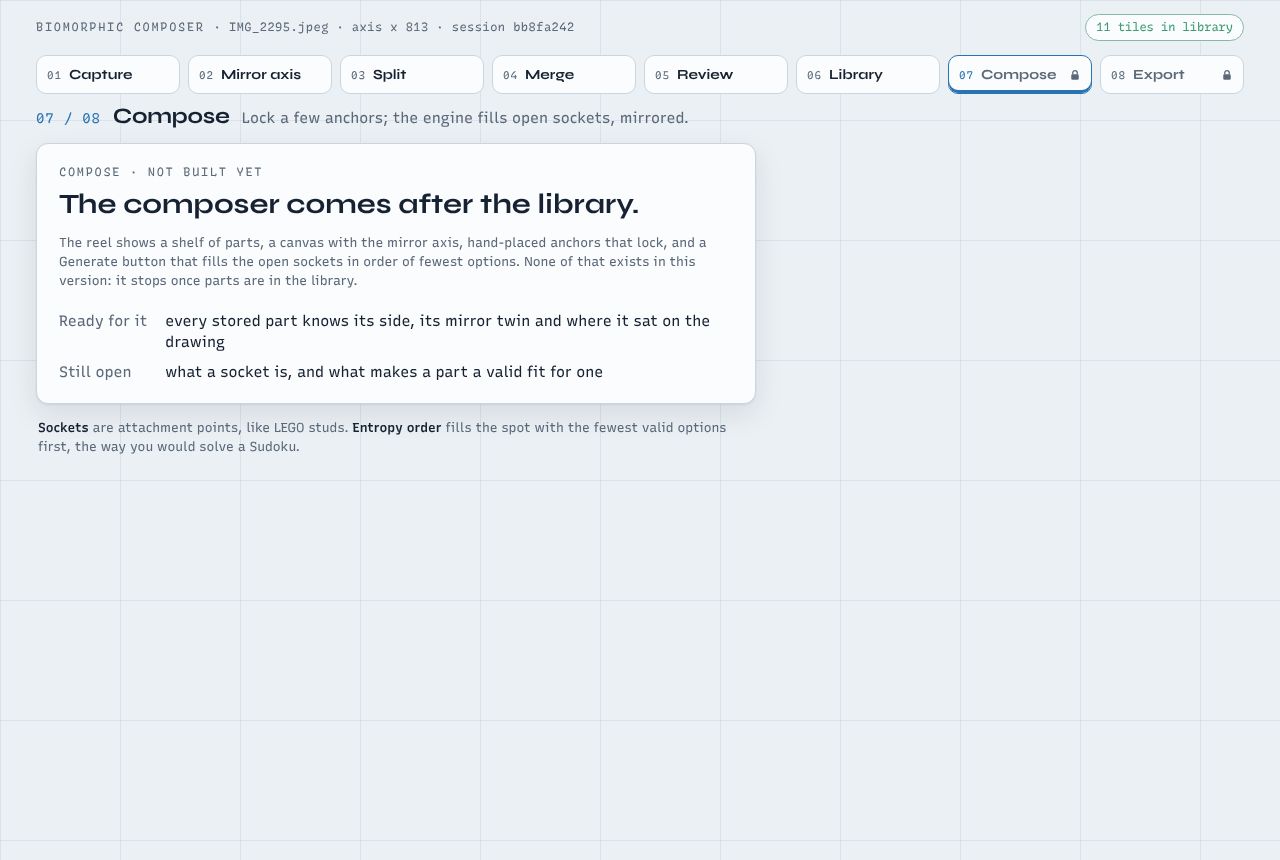 BIOMORPHIC COMPOSER · IMG_2295.jpeg · axis x 813 · session bb8fa242
11 tiles in library
01 Capture
02 Mirror axis
03 Split
04 Merge
05 Review
06 Library
07 Compose
08 Export
07 / 08 Compose Lock a few anchors; the engine fills open sockets, mirrored.
COMPOSE · NOT BUILT YET
The composer comes after the library.
The reel shows a shelf of parts, a canvas with the mirror axis, hand-placed anchors that lock, and a
Generate button that fills the open sockets in order of fewest options. None of that exists in this
version: it stops once parts are in the library.
Ready for it every stored part knows its side, its mirror twin and where it sat on the
drawing
Still open what a socket is, and what makes a part a valid fit for one
Sockets are attachment points, like LEGO studs. Entropy order fills the spot with the fewest valid options
first, the way you would solve a Sudoku.